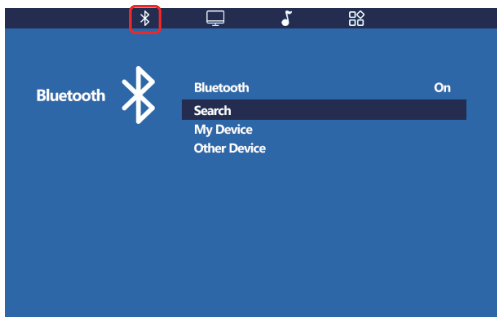 Bluetooth
Bluetooth On
Search
My Device
Other Device